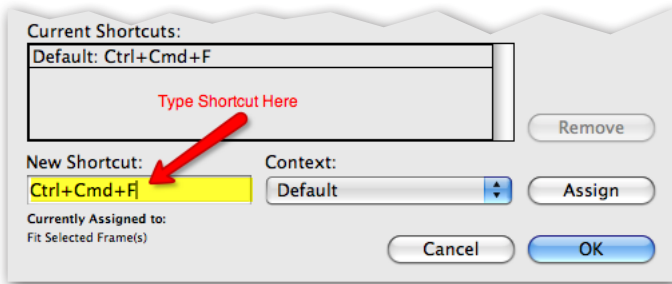 Current Shortcuts:
Default: Ctrl+Cmd+F
Type Shortcut Here
Remove
New Shortcut:
Context:
Ctrl+Cmd+F
Default
Assign
Currently Assigned to:
Fit Selected Frame(s)
Cancel
OK